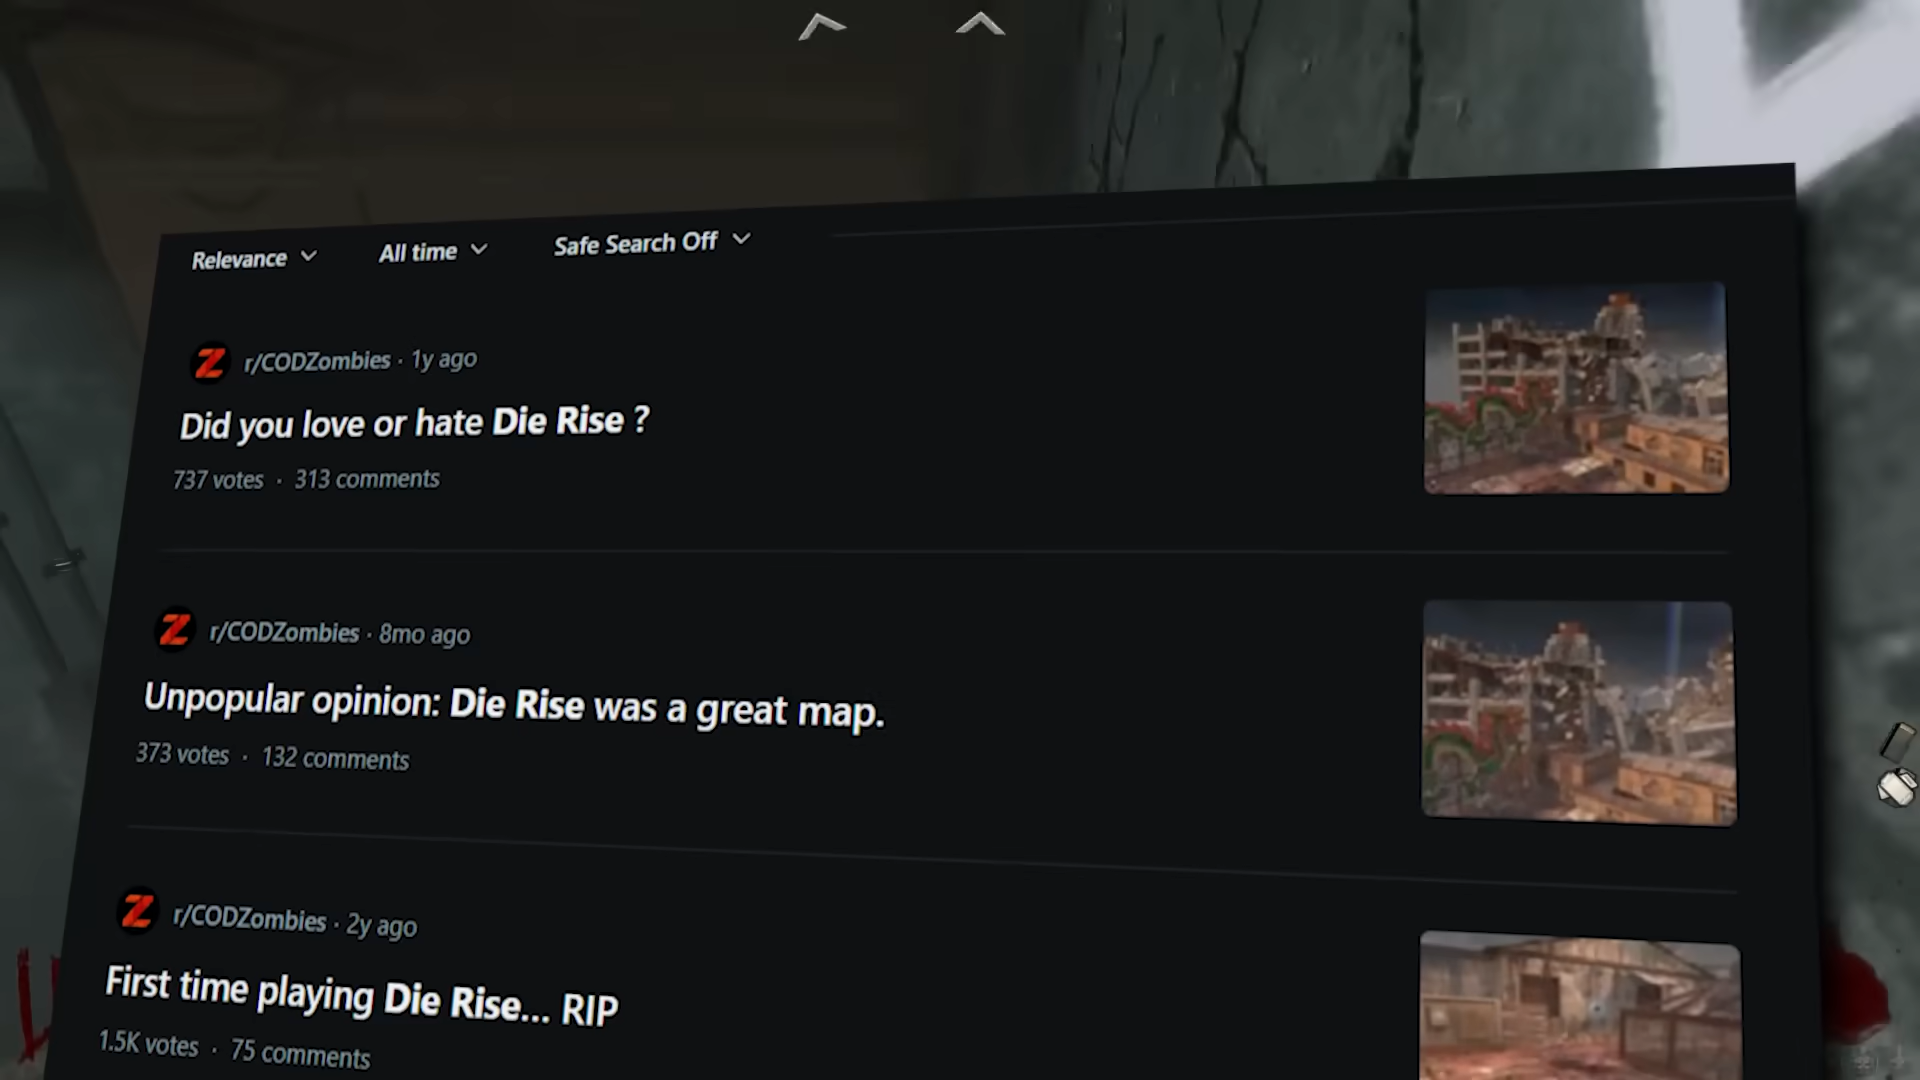 Relevance All time Safe Search Off
r/CODZombies · 1y ago
Did you love or hate Die Rise ?
737 votes · 313 comments
r/CODZombies · 8mo ago
Unpopular opinion: Die Rise was a great map.
373 votes · 132 comments
r/CODZombies · 2y ago
First time playing Die Rise... RIP
1.5K votes · 75 comments